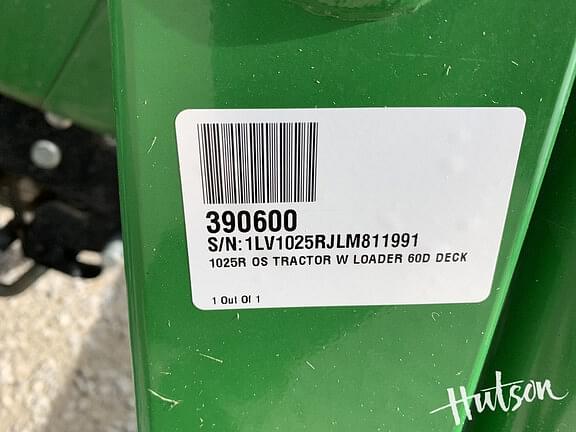 390600
S/N:1LV1025RJLM811991
1025R OS TRACTOR W LOADER 60D DECK
1 Out Of 1
Hutson